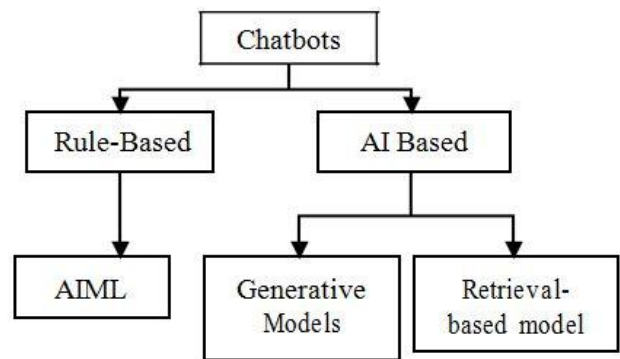 Chatbots
Rule-Based
AI Based
AIML
Generative
Models
Retrieval-
based model